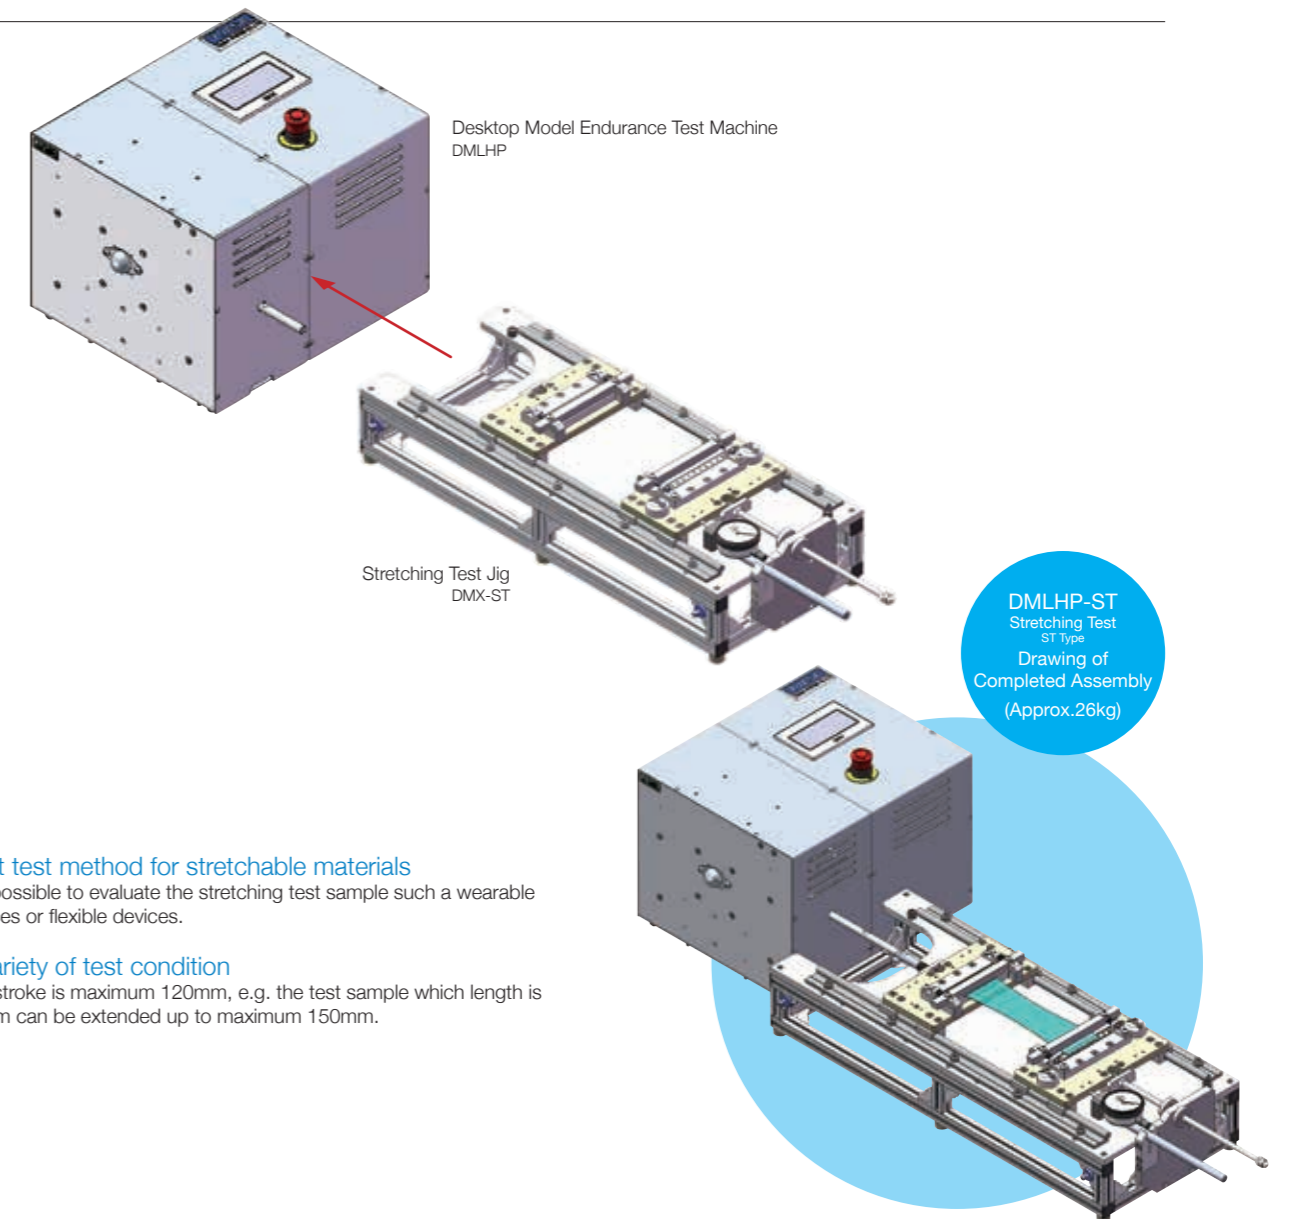 Desktop Model Endurance Test Machine
DMLHP
Stretching Test Jig
DMX-ST
DMLHP-ST
Stretching Test
ST Type
Drawing of
Completed Assembly
(Approx.26kg)
t test method for stretchable materials
possible to evaluate the stretching test sample such a wearable
es or flexible devices.
ariety of test condition
stroke is maximum 120mm, e.g. the test sample which length is
m can be extended up to maximum 150mm.